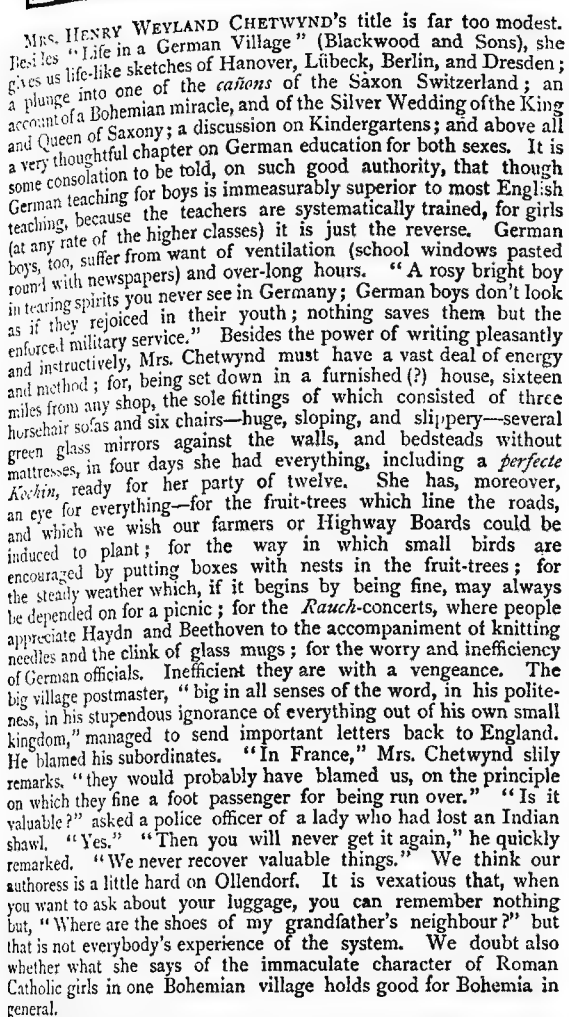 MRS. HENRY WEYLAND CHETWYND's title is far too modest.
Besides "Life in a German Village" (Blackwood and Sons), she
gives us life-like sketches of Hanover, Lübeck, Berlin, and Dresden;
a plunge into one of the cañons of the Saxon Switzerland; an
account of a Bohemian miracle, and of the Silver Wedding of the King
and Queen of Saxony; a discussion on Kindergartens; and above all
a very thoughtful chapter on German education for both sexes. It is
some consolation to be told, on such good authority, that though
German teaching for boys is immeasurably superior to most English
teaching, because the teachers are systematically trained, for girls
(at any rate of the higher classes) it is just the reverse. German
boys, too, suffer from want of ventilation (school windows pasted
round with newspapers) and over-long hours. "A rosy bright boy
in tearing spirits you never see in Germany; German boys don't look
as if they rejoiced in their youth; nothing saves them but the
enforced military service." Besides the power of writing pleasantly
and instructively, Mrs. Chetwynd must have a vast deal of energy
and method; for, being set down in a furnished (?) house, sixteen
miles from any shop, the sole fittings of which consisted of three
horsehair sofas and six chairs—huge, sloping, and slippery—several
green glass mirrors against the walls, and bedsteads without
mattresses, in four days she had everything, including a perfecte
Kochin, ready for her party of twelve. She has, moreover,
an eye for everything—for the fruit-trees which line the roads,
and which we wish our farmers or Highway Boards could be
induced to plant; for the way in which small birds are
encouraged by putting boxes with nests in the fruit-trees; for
the steady weather which, if it begins by being fine, may always
be depended on for a picnic; for the Rauch-concerts, where people
appreciate Haydn and Beethoven to the accompaniment of knitting
needles and the clink of glass mugs; for the worry and inefficiency
of German officials. Inefficient they are with a vengeance. The
big village postmaster, "big in all senses of the word, in his polite-
ness, in his stupendous ignorance of everything out of his own small
kingdom," managed to send important letters back to England.
He blamed his subordinates. "In France," Mrs. Chetwynd slily
remarks, "they would probably have blamed us, on the principle
on which they fine a foot passenger for being run over." "Is it
valuable?" asked a police officer of a lady who had lost an Indian
shawl. "Yes." "Then you will never get it again," he quickly
remarked. "We never recover valuable things." We think our
authoress is a little hard on Ollendorf. It is vexatious that, when
you want to ask about your luggage, you can remember nothing
but, "Where are the shoes of my grandfather's neighbour?" but
that is not everybody's experience of the system. We doubt also
whether what she says of the immaculate character of Roman
Catholic girls in one Bohemian village holds good for Bohemia in
general.